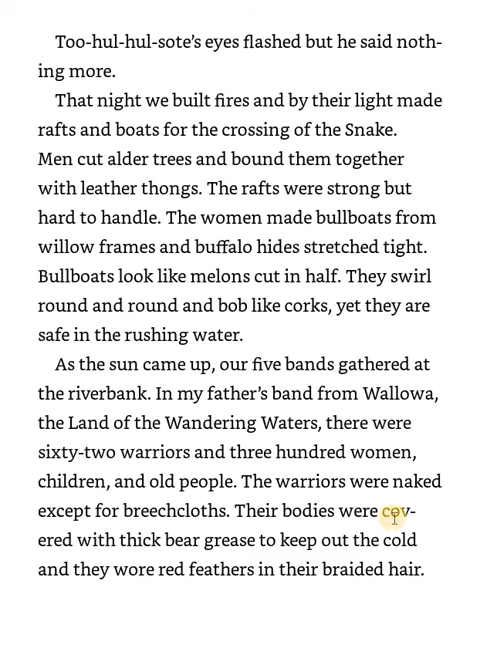 Too-hul-hul-sote’s eyes flashed but he said noth-
ing more.
That night we built fires and by their light made
rafts and boats for the crossing of the Snake.
Men cut alder trees and bound them together
with leather thongs. The rafts were strong but
hard to handle. The women made bullboats from
willow frames and buffalo hides stretched tight.
Bullboats look like melons cut in half. They swirl
round and round and bob like corks, yet they are
safe in the rushing water.
As the sun came up, our five bands gathered at
the riverbank. In my father’s band from Wallowa,
the Land of the Wandering Waters, there were
sixty-two warriors and three hundred women,
children, and old people. The warriors were naked
except for breechcloths. Their bodies were cov-
ered with thick bear grease to keep out the cold
and they wore red feathers in their braided hair.